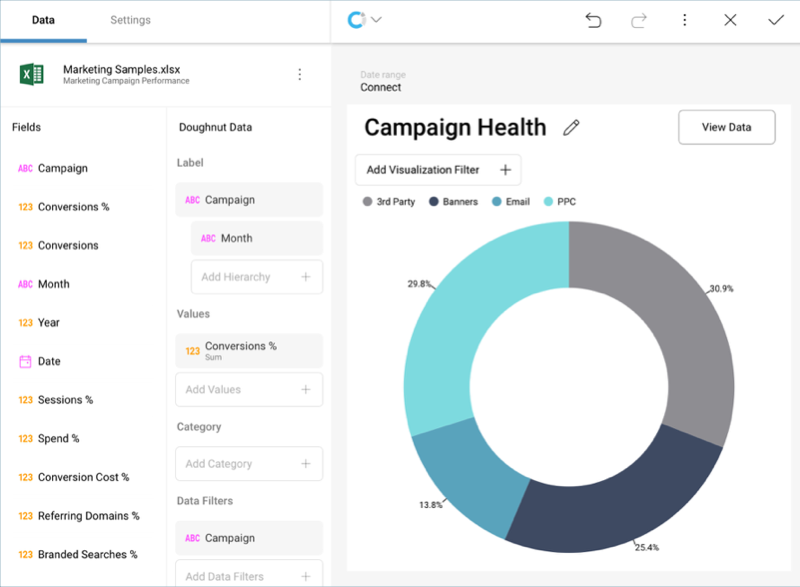 Data
Settings
Marketing Samples.xlsx
Marketing Campaign Performance
Fields
ABC Campaign
123 Conversions %
123 Conversions
ABC Month
123 Year
Date
123 Sessions %
123 Spend %
123 Conversion Cost %
123 Referring Domains %
123 Branded Searches %
Doughnut Data
Label
ABC Campaign
ABC Month
Add Hierarchy +
Values
123 Conversions %
Sum
Add Values +
Category
Add Category +
Data Filters
ABC Campaign
Add Data Filters +
Date range
Connect
Campaign Health
View Data
Add Visualization Filter +
3rd Party Banners Email PPC
29.8%
30.9%
13.8%
25.4%